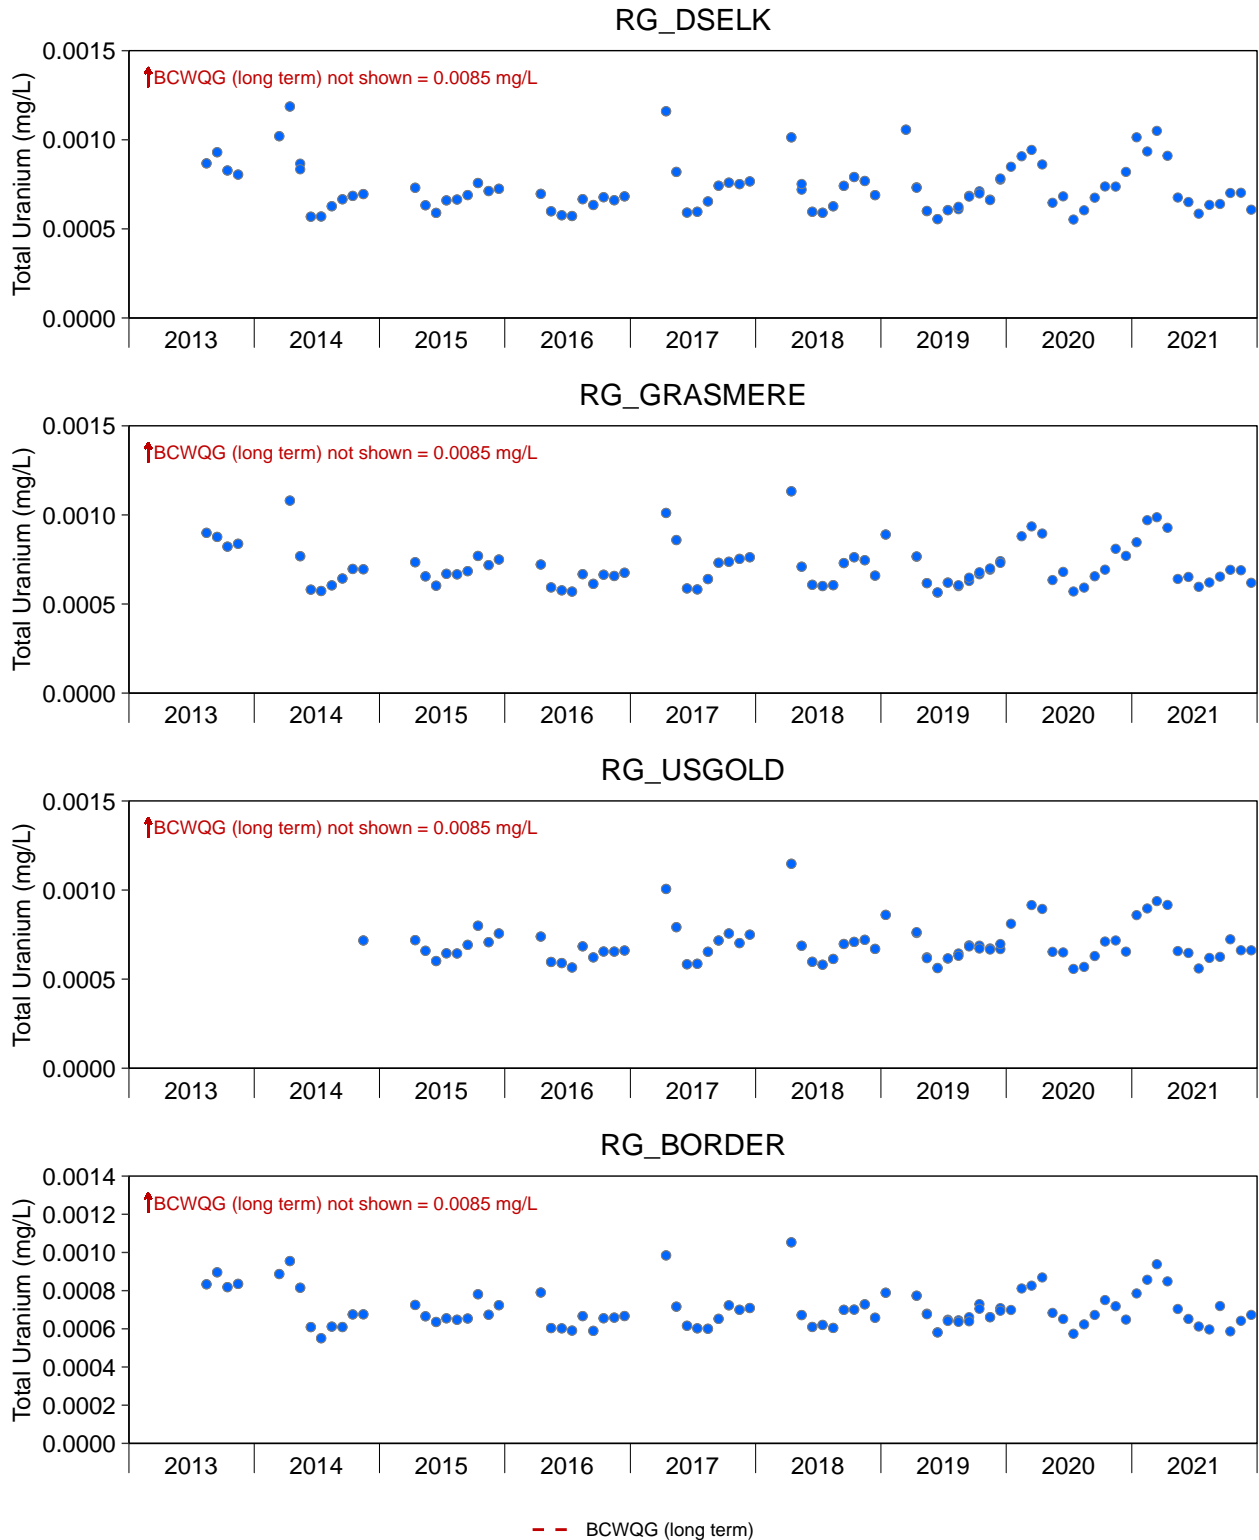 RG_DSELK
Total Uranium (mg/L)
0.0015
0.0010
0.0005
0.0000
BCWQG (long term) not shown = 0.0085 mg/L
2013 2014 2015 2016 2017 2018 2019 2020 2021
RG_GRASMERE
Total Uranium (mg/L)
0.0015
0.0010
0.0005
0.0000
BCWQG (long term) not shown = 0.0085 mg/L
2013 2014 2015 2016 2017 2018 2019 2020 2021
RG_USGOLD
Total Uranium (mg/L)
0.0015
0.0010
0.0005
0.0000
BCWQG (long term) not shown = 0.0085 mg/L
2013 2014 2015 2016 2017 2018 2019 2020 2021
RG_BORDER
Total Uranium (mg/L)
0.0014
0.0012
0.0010
0.0008
0.0006
0.0004
0.0002
0.0000
BCWQG (long term) not shown = 0.0085 mg/L
2013 2014 2015 2016 2017 2018 2019 2020 2021
BCWQG (long term)